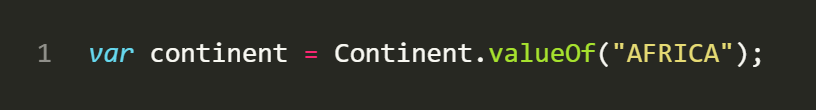 1 var continent = Continent.valueOf("AFRICA");